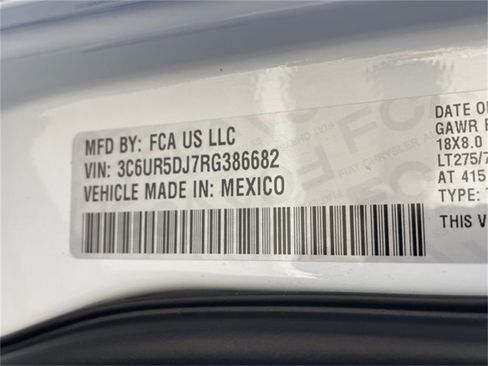 MFD BY: FCA US LLC
VIN: 3C6UR5DJ7RG386682
VEHICLE MADE IN: MEXICO
DATE OF
GAWR
18X8.0
LT275/7
AT 415
TYPE:
THIS V